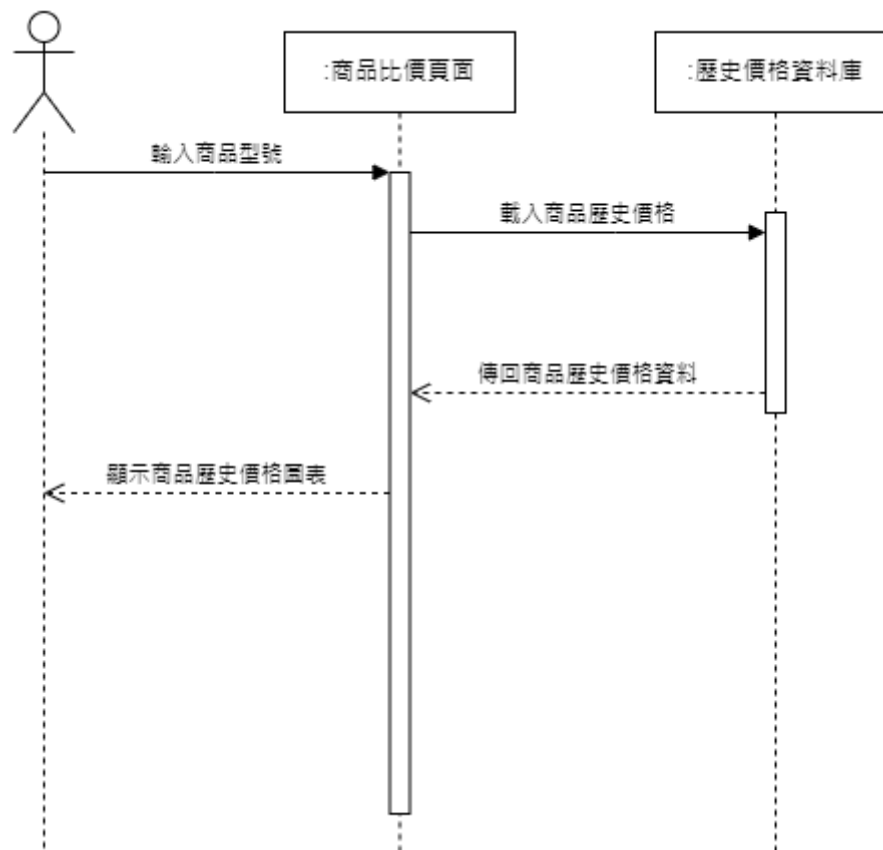 :商品比價頁面
:歷史價格資料庫
輸入商品型號
載入商品歷史價格
傳回商品歷史價格資料
顯示商品歷史價格圖表